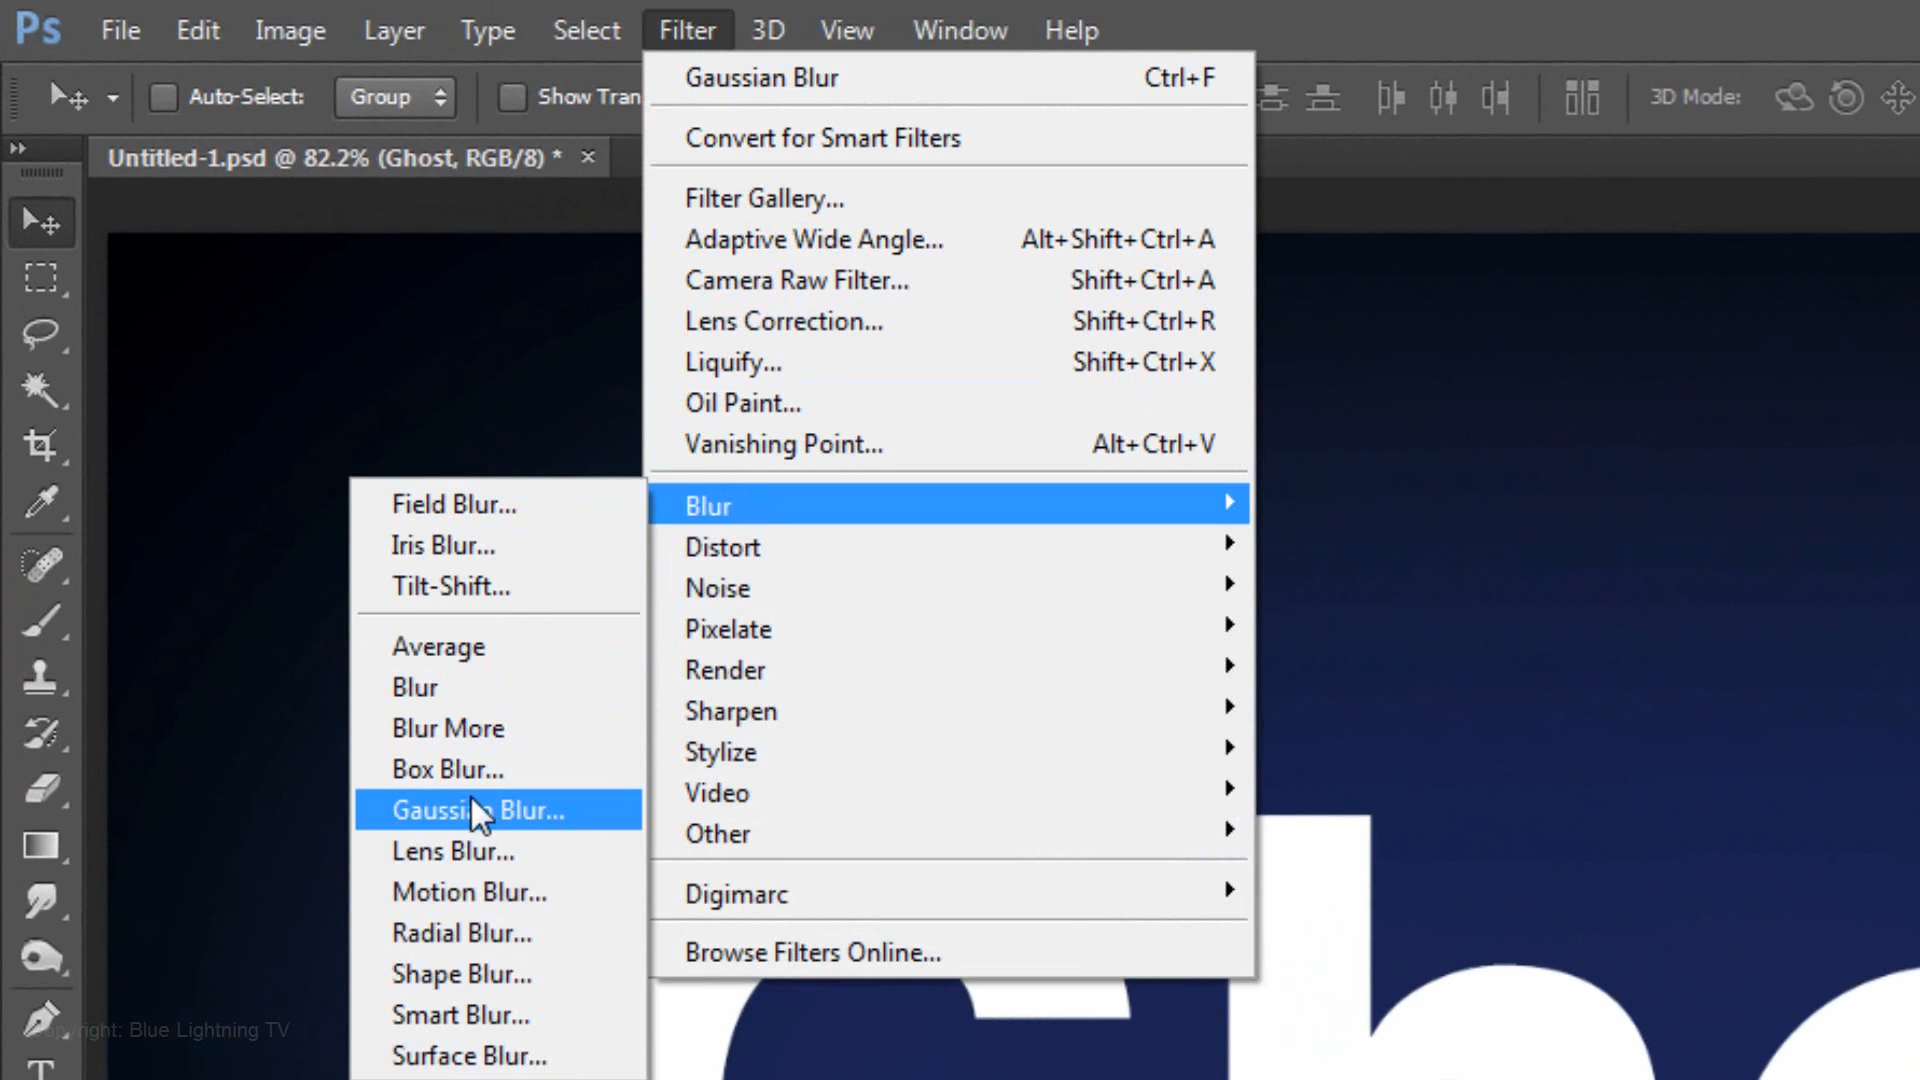 Ps File Edit Image Layer Type Select Filter 3D View Window Help
Auto-Select: Group Show Tran 3D Mode:
Untitled-1.psd @ 82.2% (Ghost, RGB/8) * ×
Gaussian Blur Ctrl+F
Convert for Smart Filters
Filter Gallery...
Adaptive Wide Angle... Alt+Shift+Ctrl+A
Camera Raw Filter... Shift+Ctrl+A
Lens Correction... Shift+Ctrl+R
Liquify... Shift+Ctrl+X
Oil Paint...
Vanishing Point... Alt+Ctrl+V
Blur
Distort
Noise
Pixelate
Render
Sharpen
Stylize
Video
Other
Digimarc
Browse Filters Online...
Field Blur...
Iris Blur...
Tilt-Shift...
Average
Blur
Blur More
Box Blur...
Gaussian Blur...
Lens Blur...
Motion Blur...
Radial Blur...
Shape Blur...
Smart Blur...
Surface Blur...
Copyright: Blue Lightning TV